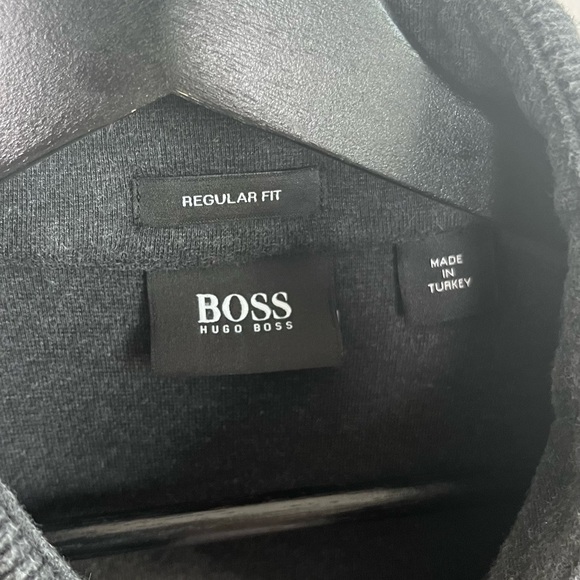 REGULAR FIT
BOSS
HUGO BOSS
MADE
IN
TURKEY